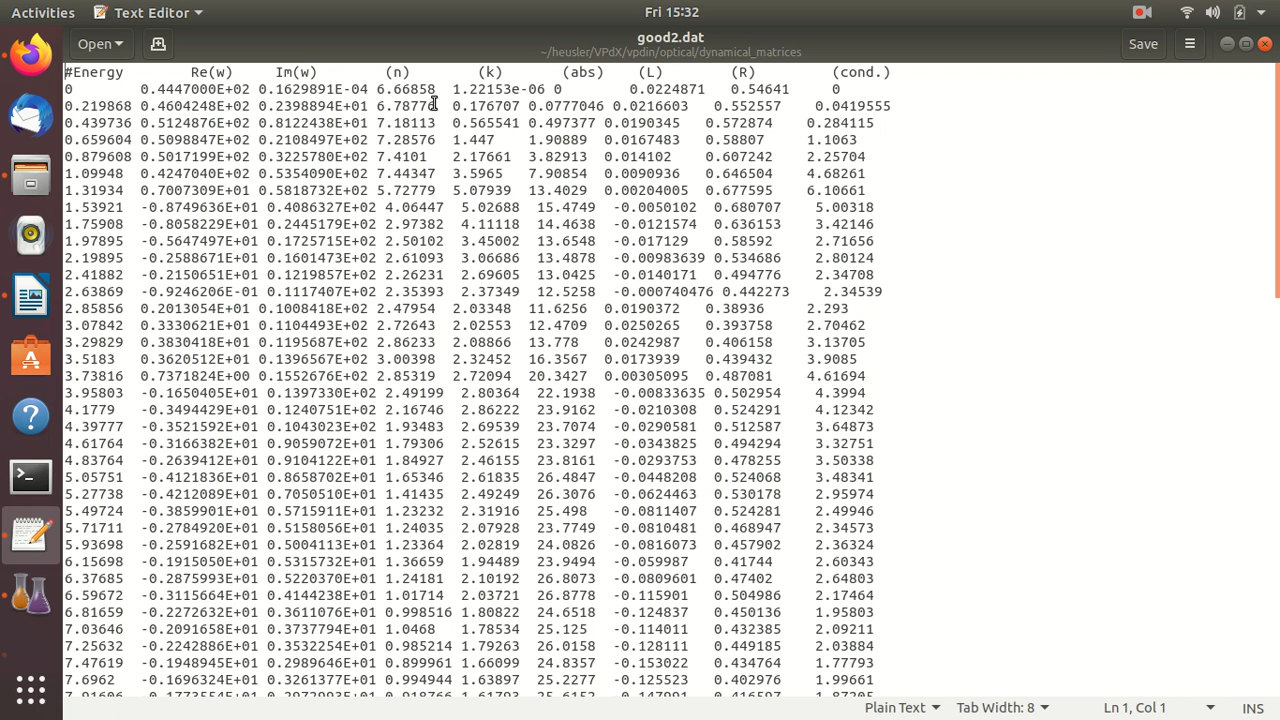 Activities Text Editor Fri 15:32
Open good2.dat Save
~/heusler/VPdX/vpdin/optical/dynamical_matrices
#Energy Re(w) Im(w) (n) (k) (abs) (L) (R) (cond.)
0 0.4447000E+02 0.1629891E-04 6.66858 1.22153e-06 0 0.0224871 0.54641 0
0.219868 0.4604248E+02 0.2398894E+01 0.176707 0.0777046 0.0216603 0.552557 0.0419555
0.439736 0.5124876E+02 0.8122438E+01 7.18113 0.565541 0.497377 0.0190345 0.572874 0.284115
0.659604 0.5098847E+02 0.2108497E+02 7.28576 1.447 1.90889 0.0167483 0.58807 1.1063
0.879608 0.5017199E+02 0.3225780E+02 7.4101 2.17661 3.82913 0.014102 0.607242 2.25704
1.09948 0.4247040E+02 0.5354090E+02 7.44347 3.5965 7.90854 0.0090936 0.646504 4.68261
1.31934 0.7007309E+01 0.5818732E+02 5.72779 5.07939 13.4029 0.00204005 0.677595 6.10661
1.53921 -0.8749636E+01 0.4086327E+02 4.06447 5.02688 15.4749 -0.0050102 0.680707 5.00318
1.75908 -0.8058229E+01 0.2445179E+02 2.97382 4.11118 14.4638 -0.0121574 0.636153 3.42146
1.97895 -0.5647497E+01 0.1725715E+02 2.50102 3.45002 13.6548 -0.017129 0.58592 2.71656
2.19895 -0.2588671E+01 0.1601473E+02 2.61093 3.06686 13.4878 -0.00983639 0.534686 2.80124
2.41882 -0.2150651E+01 0.1219857E+02 2.26231 2.69605 13.0425 -0.0140171 0.494776 2.34708
2.63869 -0.9246206E-01 0.1117407E+02 2.35393 2.37349 12.5258 -0.000740476 0.442273 2.34539
2.85856 0.2013054E+01 0.1008418E+02 2.47954 2.03348 11.6256 0.0190372 0.38936 2.293
3.07842 0.3330621E+01 0.1104493E+02 2.72643 2.02553 12.4709 0.0250265 0.393758 2.70462
3.29829 0.3830418E+01 0.1195687E+02 2.86233 2.08866 13.778 0.0242987 0.406158 3.13705
3.5183 0.3620512E+01 0.1396567E+02 3.00398 2.32452 16.3567 0.0173939 0.439432 3.9085
3.73816 0.7371824E+00 0.1552676E+02 2.85319 2.72094 20.3427 0.00305095 0.487081 4.61694
3.95803 -0.1650405E+01 0.1397330E+02 2.49199 2.80364 22.1938 -0.00833635 0.502954 4.3994
4.1779 -0.3494429E+01 0.1240751E+02 2.16746 2.86222 23.9162 -0.0210308 0.524291 4.12342
4.39777 -0.3521592E+01 0.1043023E+02 1.93483 2.69539 23.7074 -0.0290581 0.512587 3.64873
4.61764 -0.3166382E+01 0.9059072E+01 1.79306 2.52615 23.3297 -0.0343825 0.494294 3.32751
4.83764 -0.2639412E+01 0.9104122E+01 1.84927 2.46155 23.8161 -0.0293753 0.478255 3.50338
5.05751 -0.4121836E+01 0.8658702E+01 1.65346 2.61835 26.4847 -0.0448208 0.524068 3.48341
5.27738 -0.4212089E+01 0.7050510E+01 1.41435 2.49249 26.3076 -0.0624463 0.530178 2.95974
5.49724 -0.3859901E+01 0.5715911E+01 1.23232 2.31916 25.498 -0.0811407 0.524281 2.49946
5.71711 -0.2784920E+01 0.5158056E+01 1.24035 2.07928 23.7749 -0.0810481 0.468947 2.34573
5.93698 -0.2591682E+01 0.5004113E+01 1.23364 2.02819 24.0826 -0.0816073 0.457902 2.36324
6.15698 -0.1915050E+01 0.5315732E+01 1.36659 1.94489 23.9494 -0.059987 0.41744 2.60343
6.37685 -0.2875993E+01 0.5220370E+01 1.24181 2.10192 26.8073 -0.0809601 0.47402 2.64803
6.59672 -0.3115664E+01 0.4144238E+01 1.01714 2.03721 26.8778 -0.115901 0.504986 2.17464
6.81659 -0.2272632E+01 0.3611076E+01 0.998516 1.80822 24.6518 -0.124837 0.450136 1.95803
7.03646 -0.2091658E+01 0.3737794E+01 1.0468 1.78534 25.125 -0.114011 0.432385 2.09211
7.25632 -0.2242886E+01 0.3532254E+01 0.985214 1.79263 26.0158 -0.128111 0.449185 2.03884
7.47619 -0.1948945E+01 0.2989646E+01 0.899961 1.66099 24.8357 -0.153022 0.434764 1.77793
7.6962 -0.1696324E+01 0.3261377E+01 0.994944 1.63897 25.2277 -0.125493 0.402976 1.99661
Plain Text Tab Width: 8 Ln 1, Col 1 INS